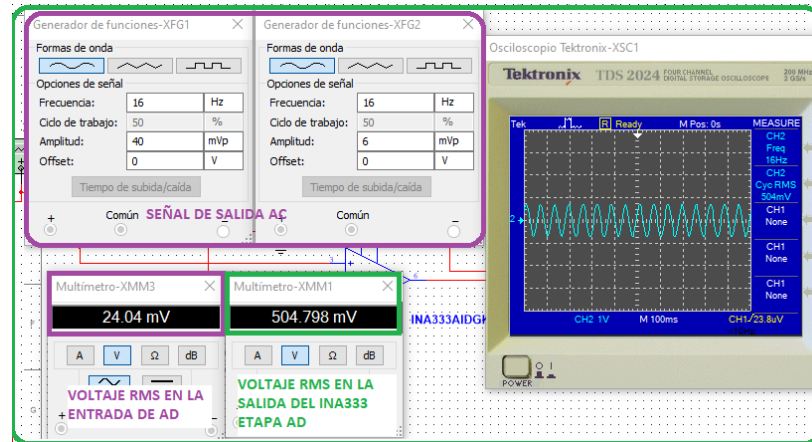 Generador de funciones-XFG1
Formas de onda
Opciones de señal
Frecuencia: 16 Hz
Ciclo de trabajo: 50 %
Amplitud: 40 mVp
Offset: 0 V
Tiempo de subida/caída
+ Común −
Generador de funciones-XFG2
Formas de onda
Opciones de señal
Frecuencia: 16 Hz
Ciclo de trabajo: 50 %
Amplitud: 6 mVp
Offset: 0 V
Tiempo de subida/caída
+ Común −
SEÑAL DE SALIDA AC
Osciloscopio Tektronix-XSC1
Tektronix TDS 2024 FOUR CHANNEL DIGITAL STORAGE OSCILLOSCOPE 200 MHz 2 GS/s
Tek R Ready M Pos: 0s MEASURE
CH2
Freq
16Hz
CH2
Cyc RMS
504mV
CH1
None
CH1
None
CH1
None
2
CH2 1V M 100ms CH1/23.8uV
POWER
Multímetro-XMM3
24.04 mV
A V Ω dB
VOLTAJE RMS EN LA
ENTRADA DE AD
+ −
Multímetro-XMM1
504.798 mV
A V Ω dB
VOLTAJE RMS EN LA
SALIDA DEL INA333
ETAPA AD
3
+
6
INA333AIDGK